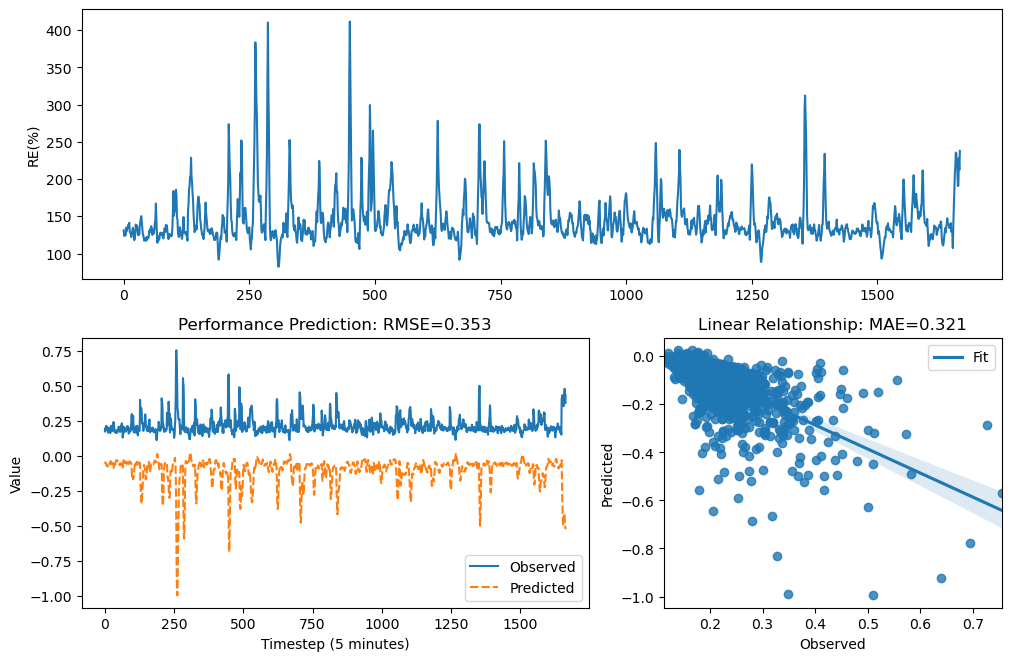 400
350
300
250
200
150
100
RE(%)
0 250 500 750 1000 1250 1500
Performance Prediction: RMSE=0.353
0.75
0.50
0.25
0.00
−0.25
−0.50
−0.75
−1.00
Value
Observed
Predicted
0 250 500 750 1000 1250 1500
Timestep (5 minutes)
Linear Relationship: MAE=0.321
Fit
0.0
−0.2
−0.4
−0.6
−0.8
−1.0
Predicted
0.2 0.3 0.4 0.5 0.6 0.7
Observed